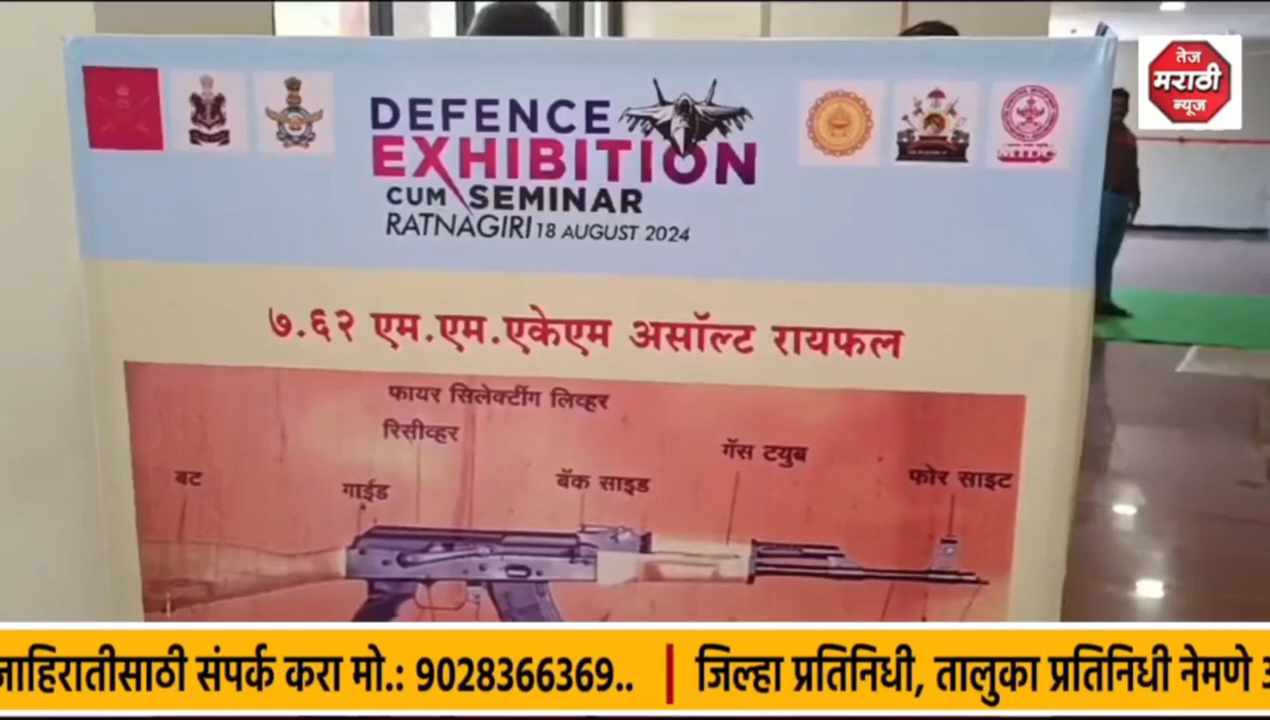 तेज
मराठी
न्यूज
DEFENCE
EXHIBITION
CUM SEMINAR
RATNAGIRI 18 AUGUST 2024
MTDC
७.६२ एम.एम.एकेएम असॉल्ट रायफल
फायर सिलेक्टींग लिव्हर
रिसीव्हर
बट
गाईड
बॅक साइड
गॅस टयुब
फोर साइट
जाहिरातीसाठी संपर्क करा मो.: 9028366369.. | जिल्हा प्रतिनिधी, तालुका प्रतिनिधी नेमणे